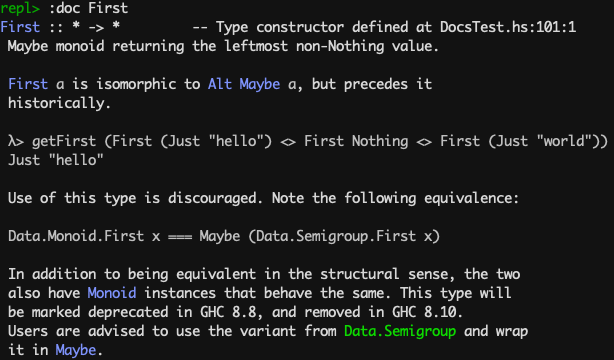 repl> :doc First
First :: * -> *        -- Type constructor defined at DocsTest.hs:101:1
Maybe monoid returning the leftmost non-Nothing value.
First a is isomorphic to Alt Maybe a, but precedes it
historically.
λ> getFirst (First (Just "hello") <> First Nothing <> First (Just "world"))
Just "hello"
Use of this type is discouraged. Note the following equivalence:
Data.Monoid.First x === Maybe (Data.Semigroup.First x)
In addition to being equivalent in the structural sense, the two
also have Monoid instances that behave the same. This type will
be marked deprecated in GHC 8.8, and removed in GHC 8.10.
Users are advised to use the variant from Data.Semigroup and wrap
it in Maybe.